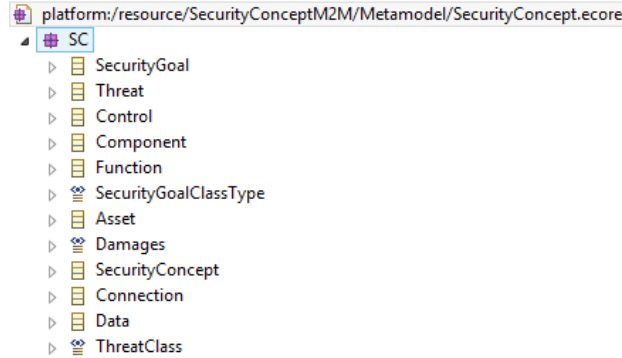 platform:/resource/SecurityConceptM2M/Metamodel/SecurityConcept.ecore
SC
SecurityGoal
Threat
Control
Component
Function
SecurityGoalClassType
Asset
Damages
SecurityConcept
Connection
Data
ThreatClass